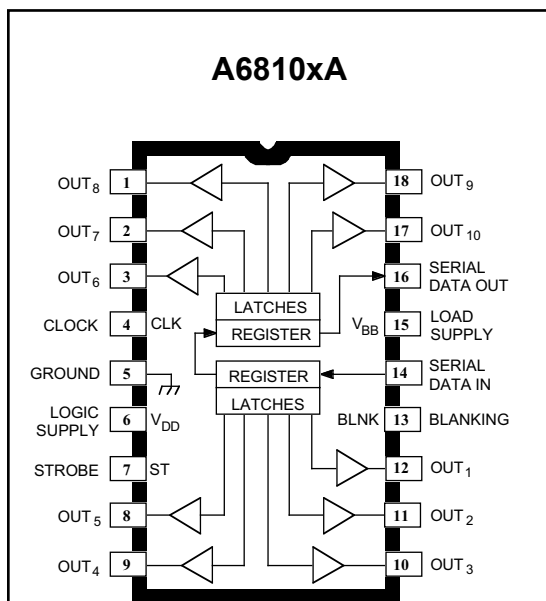 A6810xA
OUT8 1 18 OUT9
OUT7 2 17 OUT10
OUT6 3 16 SERIAL DATA OUT
LATCHES
CLOCK 4 CLK REGISTER VBB 15 LOAD SUPPLY
GROUND 5 REGISTER 14 SERIAL DATA IN
LATCHES
LOGIC SUPPLY 6 VDD BLNK 13 BLANKING
STROBE 7 ST 12 OUT1
OUT5 8 11 OUT2
OUT4 9 10 OUT3